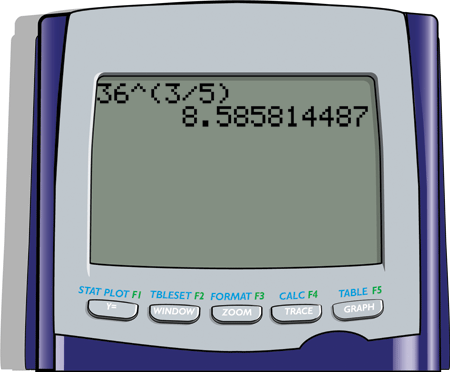 36^(3/5)
8.585814487
STAT PLOT F1 TBLSET F2 FORMAT F3 CALC F4 TABLE F5
Y= WINDOW ZOOM TRACE GRAPH